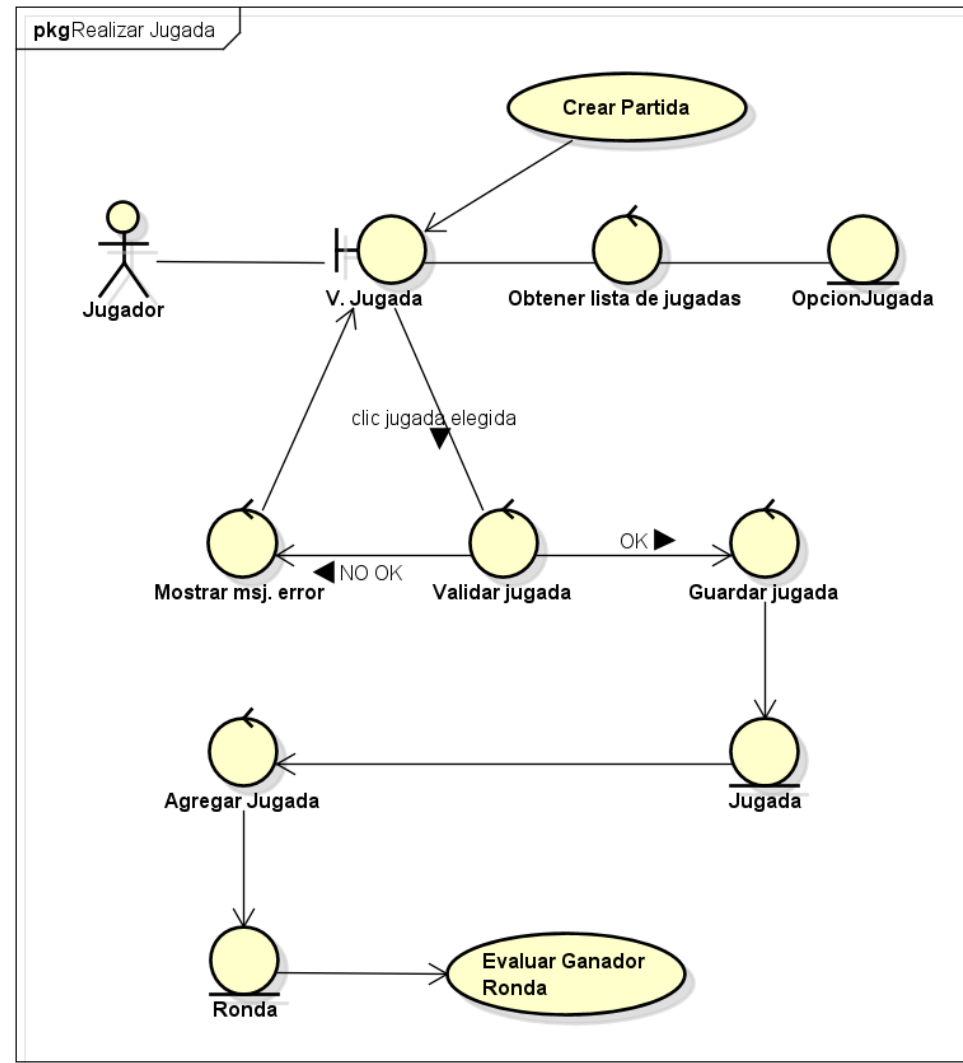 pkgRealizar Jugada
Crear Partida
Jugador
V. Jugada
Obtener lista de jugadas
OpcionJugada
clic jugada elegida
OK
NO OK
Mostrar msj. error
Validar jugada
Guardar jugada
Agregar Jugada
Jugada
Evaluar Ganador
Ronda
Ronda